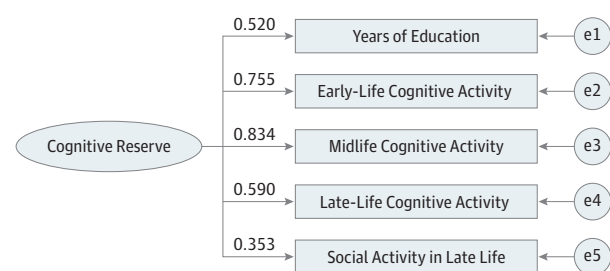 0.520
Years of Education
e1
0.755
Early-Life Cognitive Activity
e2
Cognitive Reserve
0.834
Midlife Cognitive Activity
e3
0.590
Late-Life Cognitive Activity
e4
0.353
Social Activity in Late Life
e5